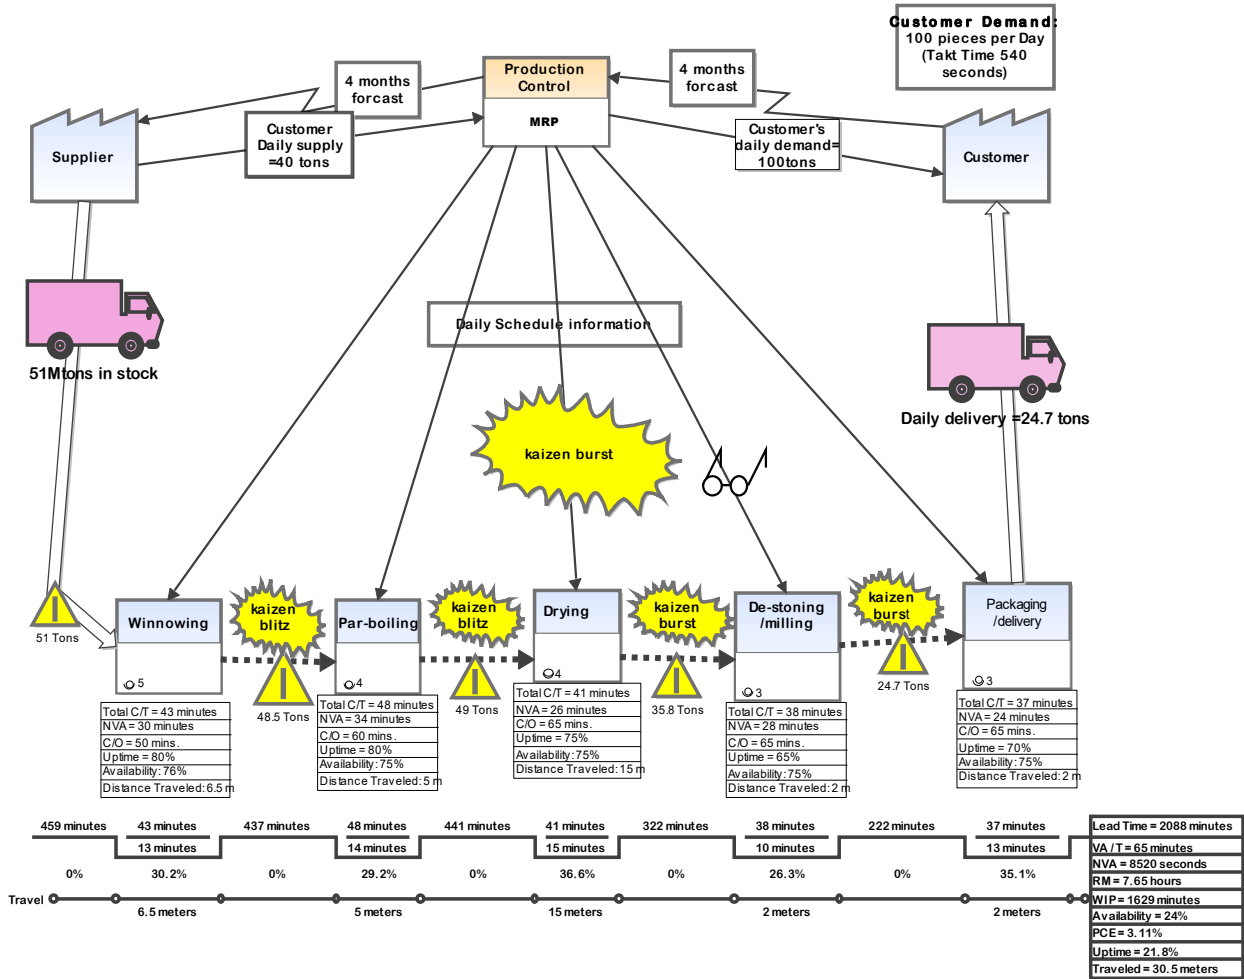 Customer Demand:
100 pieces per Day
(Takt Time 540
seconds)
Production
Control
MRP
4 months
forcast
4 months
forcast
Customer
Daily supply
=40 tons
Customer's
daily demand=
100tons
Supplier
Customer
Daily Schedule information
51Mtons in stock
Daily delivery =24.7 tons
kaizen burst
51 Tons
Winnowing
5
kaizen
blitz
48.5 Tons
Par-boiling
4
kaizen
blitz
49 Tons
Drying
4
kaizen
burst
35.8 Tons
De-stoning
/milling
3
kaizen
burst
24.7 Tons
Packaging
/delivery
3
Total C/T = 43 minutes
NVA = 30 minutes
C/O = 50 mins.
Uptime = 80%
Availability: 76%
Distance Traveled: 6.5 m
Total C/T = 48 minutes
NVA = 34 minutes
C/O = 60 mins.
Uptime = 80%
Availability: 75%
Distance Traveled: 5 m
Total C/T = 41 minutes
NVA = 26 minutes
C/O = 65 mins.
Uptime = 75%
Availability: 75%
Distance Traveled: 15 m
Total C/T = 38 minutes
NVA = 28 minutes
C/O = 65 mins.
Uptime = 65%
Availability: 75%
Distance Traveled: 2 m
Total C/T = 37 minutes
NVA = 24 minutes
C/O = 65 mins.
Uptime = 70%
Availability: 75%
Distance Traveled: 2 m
459 minutes 43 minutes 437 minutes 48 minutes 441 minutes 41 minutes 322 minutes 38 minutes 222 minutes 37 minutes
13 minutes 14 minutes 15 minutes 10 minutes 13 minutes
0% 30.2% 0% 29.2% 0% 36.6% 0% 26.3% 0% 35.1%
Travel
6.5 meters 5 meters 15 meters 2 meters 2 meters
Lead Time = 2088 minutes
VA / T = 65 minutes
NVA = 8520 seconds
RM = 7.65 hours
WIP = 1629 minutes
Availability = 24%
PCE = 3.11%
Uptime = 21.8%
Traveled = 30.5 meters